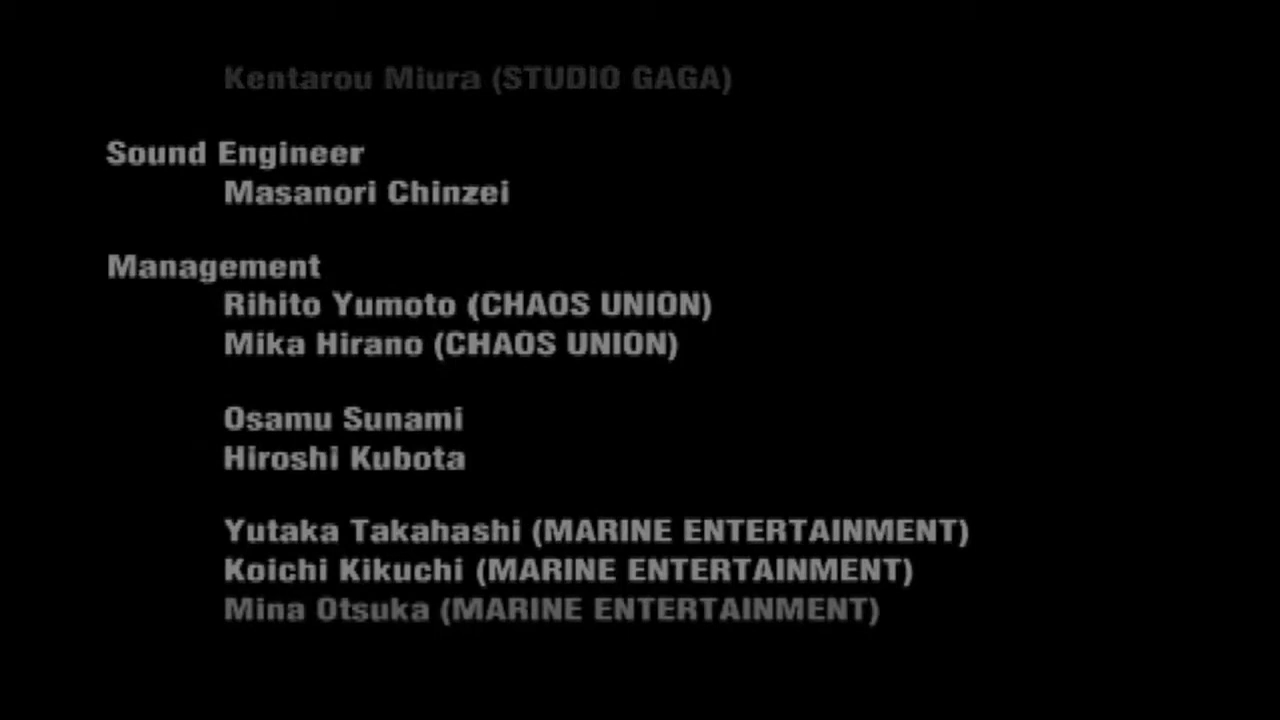 Kentarou Miura (STUDIO GAGA)
Sound Engineer
Masanori Chinzei
Management
Rihito Yumoto (CHAOS UNION)
Mika Hirano (CHAOS UNION)
Osamu Sunami
Hiroshi Kubota
Yutaka Takahashi (MARINE ENTERTAINMENT)
Koichi Kikuchi (MARINE ENTERTAINMENT)
Mina Otsuka (MARINE ENTERTAINMENT)